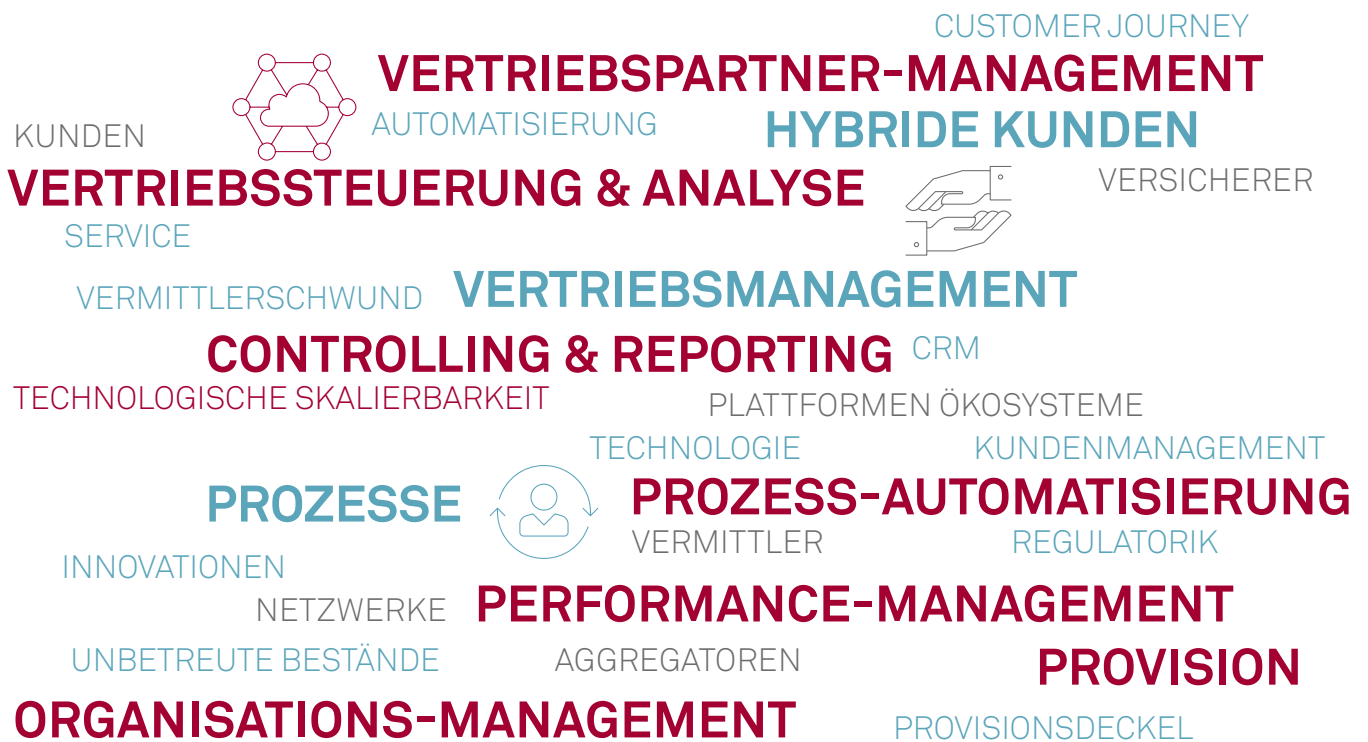 CUSTOMER JOURNEY
VERTRIEBSPARTNER-MANAGEMENT
AUTOMATISIERUNG
HYBRIDE KUNDEN
KUNDEN
VERTRIEBSSTEUERUNG & ANALYSE
VERSICHERER
SERVICE
VERMITTLERSCHWUND
VERTRIEBSMANAGEMENT
CONTROLLING & REPORTING
CRM
TECHNOLOGISCHE SKALIERBARKEIT
PLATTFORMEN ÖKOSYSTEME
TECHNOLOGIE
KUNDENMANAGEMENT
PROZESSE
PROZESS-AUTOMATISIERUNG
VERMITTLER
REGULATORIK
INNOVATIONEN
NETZWERKE
PERFORMANCE-MANAGEMENT
UNBETREUTE BESTÄNDE
AGGREGATOREN
PROVISION
ORGANISATIONS-MANAGEMENT
PROVISIONSDECKEL